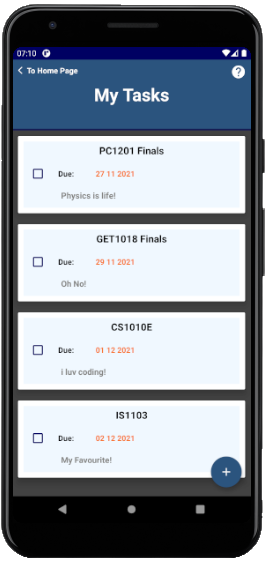 07:10
To Home Page
?
My Tasks
PC1201 Finals
Due: 27 11 2021
Physics is life!
GET1018 Finals
Due: 29 11 2021
Oh No!
CS1010E
Due: 01 12 2021
i luv coding!
IS1103
Due: 02 12 2021
My Favourite!
+